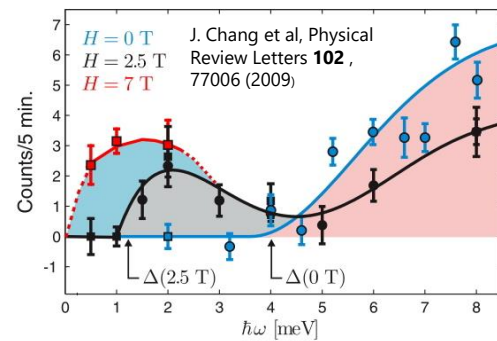 H = 0 T
H = 2.5 T
H = 7 T
J. Chang et al, Physical
Review Letters 102 ,
77006 (2009)
Counts/5 min.
7
6
5
4
3
2
1
0
-1
Δ(2.5 T)
Δ(0 T)
0 1 2 3 4 5 6 7 8
ħω [meV]